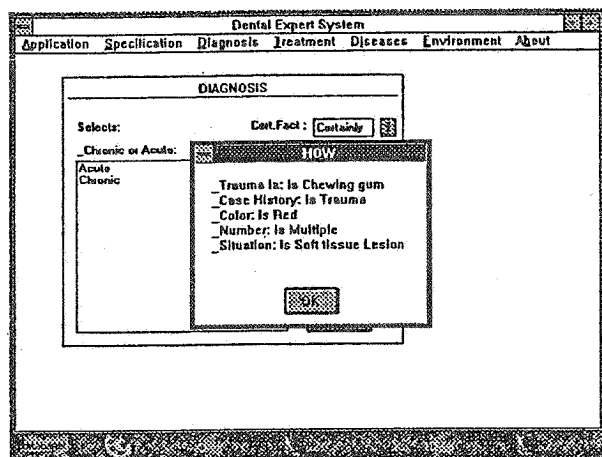 Dental Expert System
Application Specification Diagnosis Treatment Diseases Environment About
DIAGNOSIS
Selects:
Cert.Fact : Certainly
_Chronic or Acute:
Acute
Chronic
HOW
_Trauma Is: Is Chewing gum
_Case History: Is Trauma
_Color: Is Red
_Number: Is Multiple
_Situation: Is Soft tissue Lesion
OK